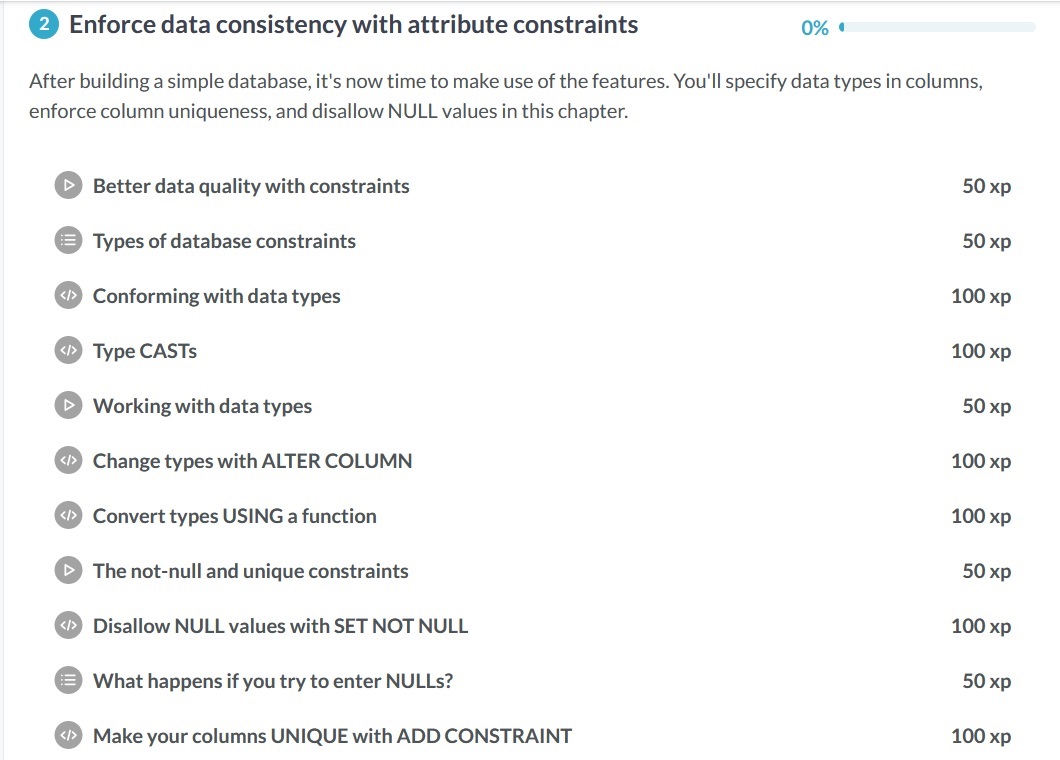 2 Enforce data consistency with attribute constraints 0%
After building a simple database, it's now time to make use of the features. You'll specify data types in columns,
enforce column uniqueness, and disallow NULL values in this chapter.
Better data quality with constraints 50 xp
Types of database constraints 50 xp
Conforming with data types 100 xp
Type CASTs 100 xp
Working with data types 50 xp
Change types with ALTER COLUMN 100 xp
Convert types USING a function 100 xp
The not-null and unique constraints 50 xp
Disallow NULL values with SET NOT NULL 100 xp
What happens if you try to enter NULLs? 50 xp
Make your columns UNIQUE with ADD CONSTRAINT 100 xp